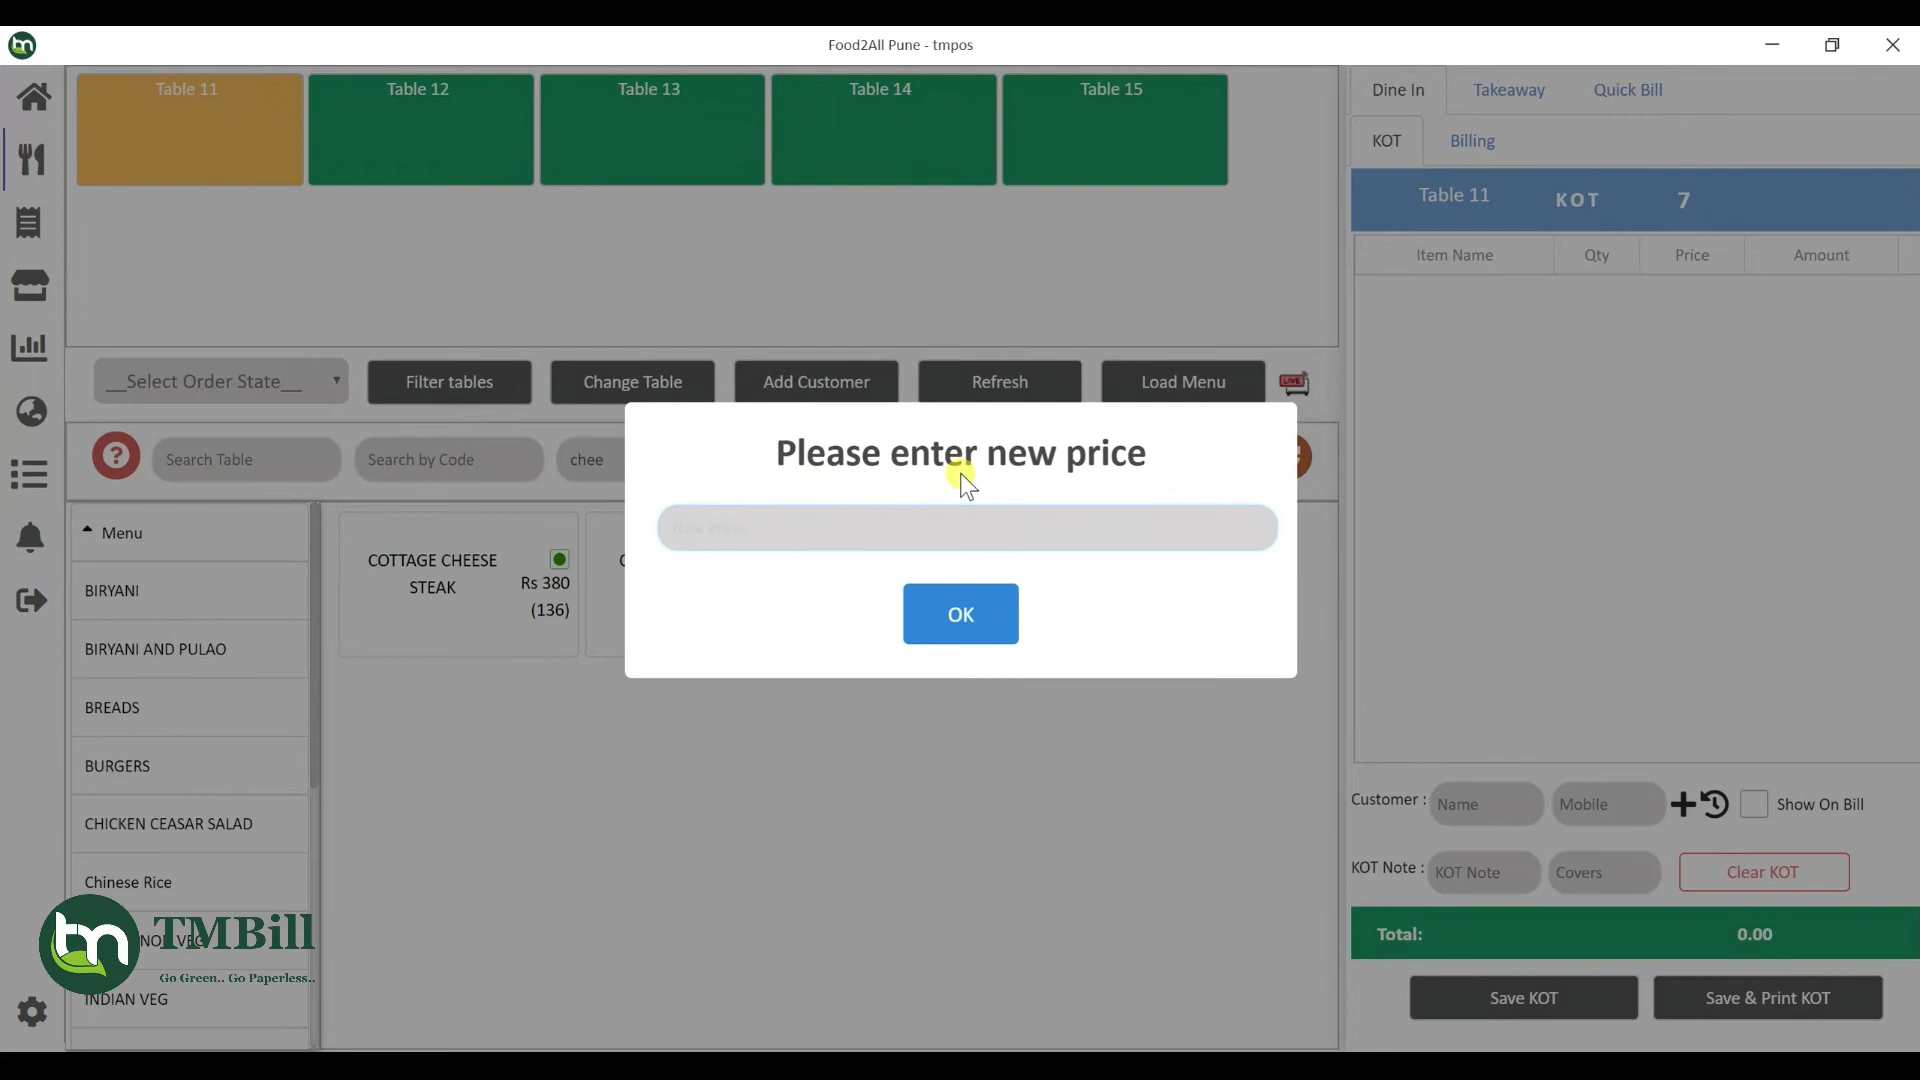 Food2All Pune - tmpos
Table 11
Table 12
Table 13
Table 14
Table 15
Dine In
Takeaway
Quick Bill
KOT
Billing
Table 11
KOT
7
Item Name
Qty
Price
Amount
__Select Order State__
Filter tables
Change Table
Add Customer
Refresh
Load Menu
LIVE
?
Search Table
Search by Code
chee
Please enter new price
New Price
OK
Menu
BIRYANI
BIRYANI AND PULAO
BREADS
BURGERS
CHICKEN CEASAR SALAD
Chinese Rice
NON VEG
INDIAN VEG
COTTAGE CHEESE
STEAK
Rs 380
(136)
Customer :
Name
Mobile
Show On Bill
KOT Note :
KOT Note
Covers
Clear KOT
Total:
0.00
Save KOT
Save & Print KOT
TMBill
Go Green.. Go Paperless..